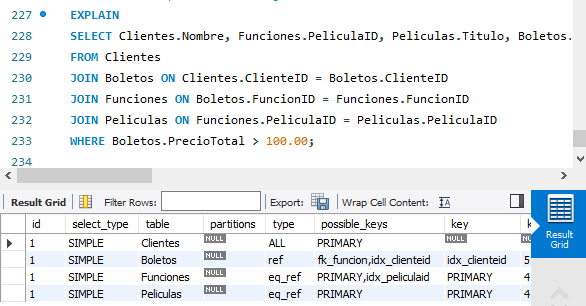 227 EXPLAIN
228 SELECT Clientes.Nombre, Funciones.PeliculaID, Peliculas.Titulo, Boletos.
229 FROM Clientes
230 JOIN Boletos ON Clientes.ClienteID = Boletos.ClienteID
231 JOIN Funciones ON Boletos.FuncionID = Funciones.FuncionID
232 JOIN Peliculas ON Funciones.PeliculaID = Peliculas.PeliculaID
233 WHERE Boletos.PrecioTotal > 100.00;
234
Result Grid Filter Rows: Export: Wrap Cell Content: IA
id select_type table partitions type possible_keys key k
1 SIMPLE Clientes NULL ALL PRIMARY NULL
1 SIMPLE Boletos NULL ref fk_funcion,idx_clienteid idx_clienteid 5
1 SIMPLE Funciones NULL eq_ref PRIMARY,idx_peliculaid PRIMARY 4
1 SIMPLE Peliculas NULL eq_ref PRIMARY PRIMARY 4
Result
Grid